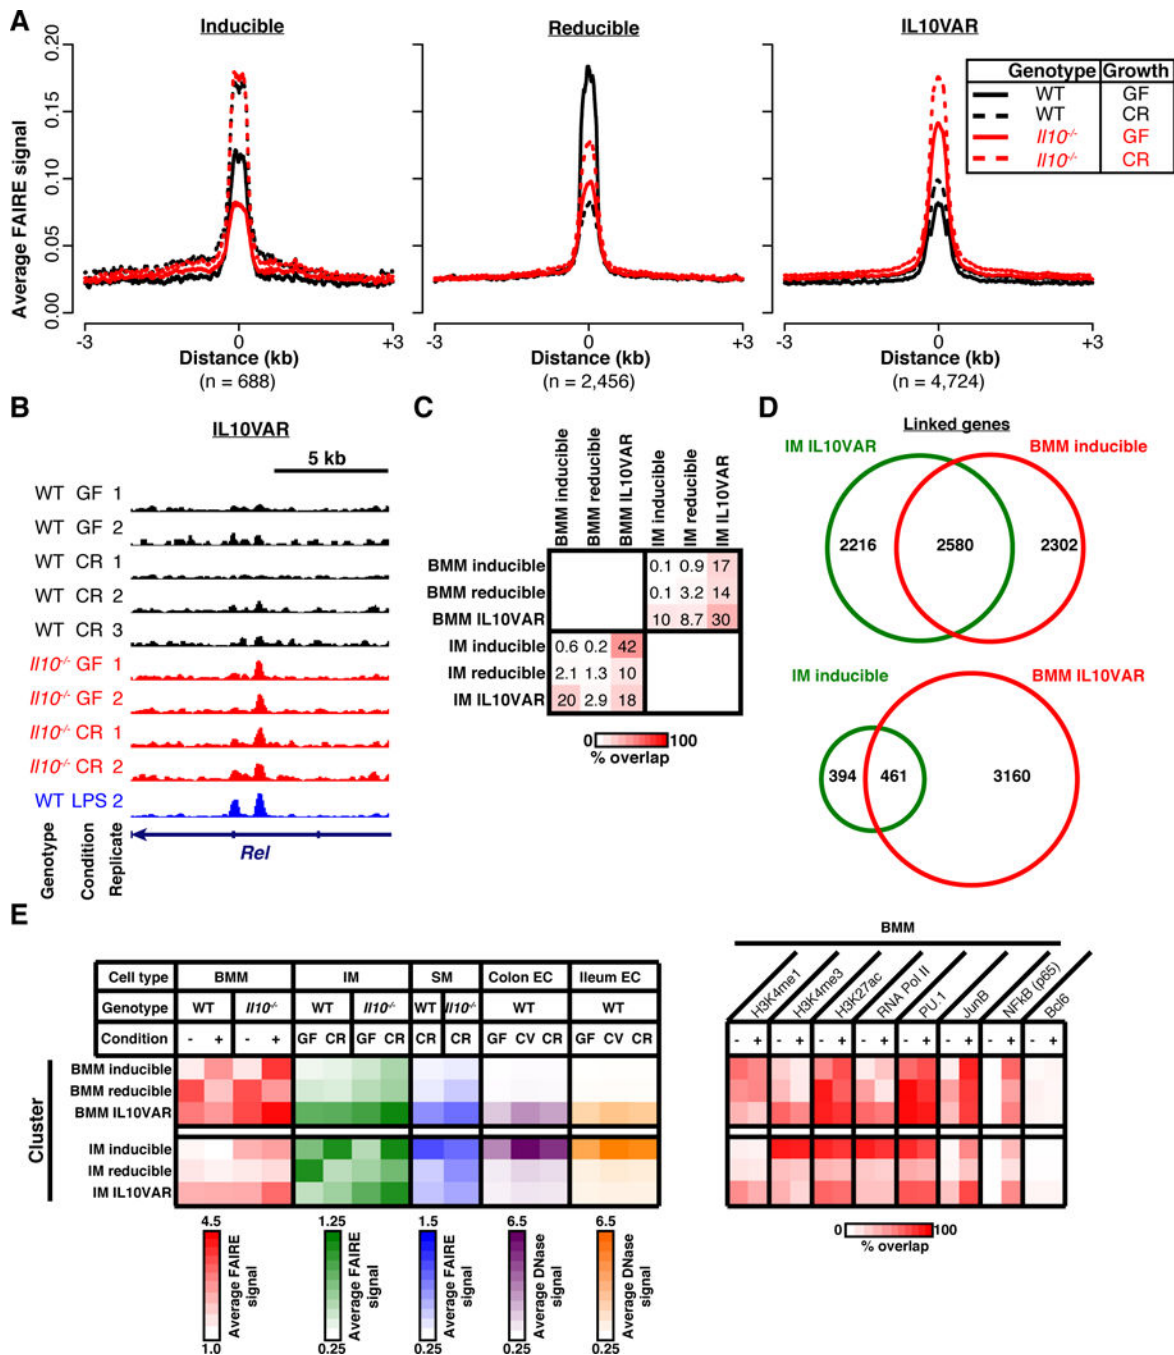 A
Inducible
Reducible
IL10VAR
Genotype Growth
WT GF
WT CR
Il10-/- GF
Il10-/- CR
Average FAIRE signal
0.20
0.15
0.10
0.05
0.00
-3 0 +3
-3 0 +3
-3 0 +3
Distance (kb)
Distance (kb)
Distance (kb)
(n = 688)
(n = 2,456)
(n = 4,724)
B
IL10VAR
5 kb
WT GF 1
WT GF 2
WT CR 1
WT CR 2
WT CR 3
Il10-/- GF 1
Il10-/- GF 2
Il10-/- CR 1
Il10-/- CR 2
WT LPS 2
Rel
Genotype
Condition
Replicate
C
BMM inducible
BMM reducible
BMM IL10VAR
IM inducible
IM reducible
IM IL10VAR
BMM inducible 0.1 0.9 17
BMM reducible 0.1 3.2 14
BMM IL10VAR 10 8.7 30
IM inducible 0.6 0.2 42
IM reducible 2.1 1.3 10
IM IL10VAR 20 2.9 18
0 100
% overlap
D
Linked genes
IM IL10VAR
BMM inducible
2216 2580 2302
IM inducible
BMM IL10VAR
394 461 3160
E
Cell type BMM IM SM Colon EC Ileum EC
Genotype WT Il10-/- WT Il10-/- WT Il10-/- WT WT
Condition - + - + GF CR GF CR CR CR GF CV CR GF CV CR
Cluster
BMM inducible
BMM reducible
BMM IL10VAR
IM inducible
IM reducible
IM IL10VAR
4.5
Average FAIRE signal
1.0
1.25
Average FAIRE signal
0.25
1.5
Average FAIRE signal
0.25
6.5
Average DNase signal
0.25
6.5
Average DNase signal
0.25
BMM
H3K4me1
H3K4me3
H3K27ac
RNA Pol II
PU.1
JunB
NFkB (p65)
Bcl6
- + - + - + - + - + - + - + - +
0 100
% overlap